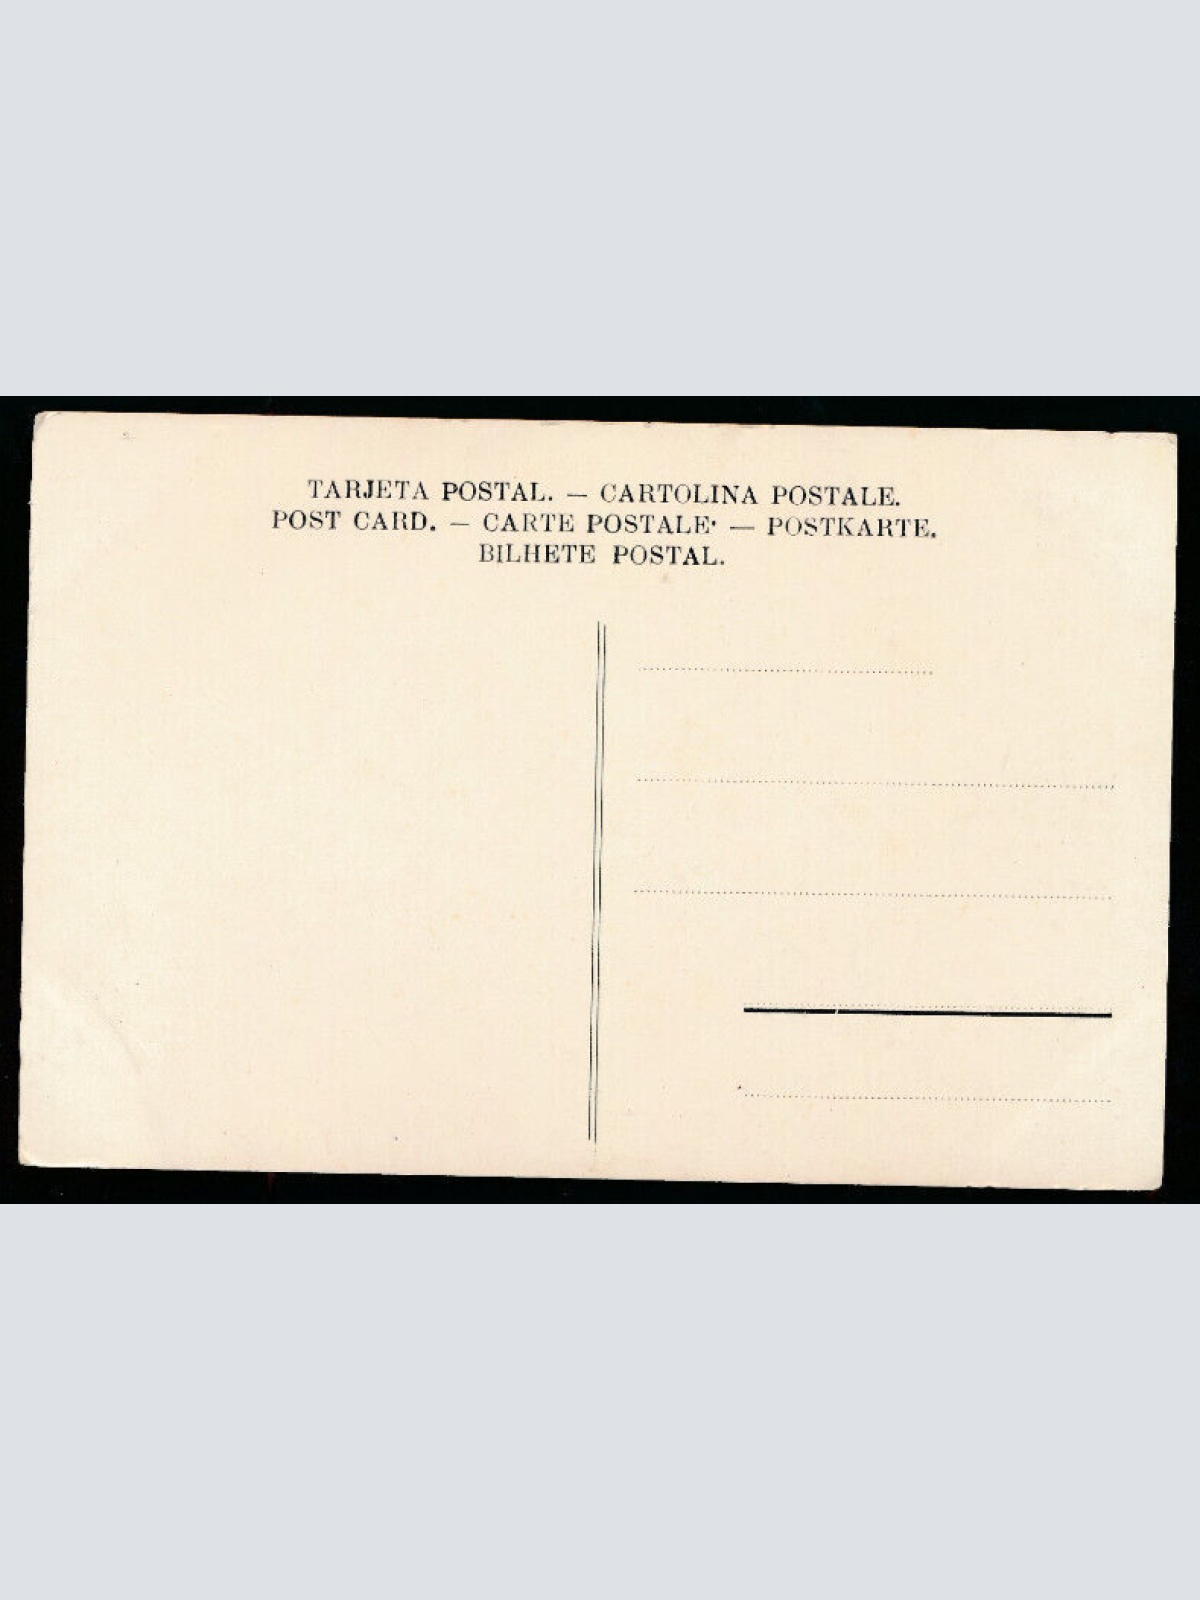 TARJETA POSTAL. — CARTOLINA POSTALE.
POST CARD. — CARTE POSTALE· — POSTKARTE.
BILHETE POSTAL.